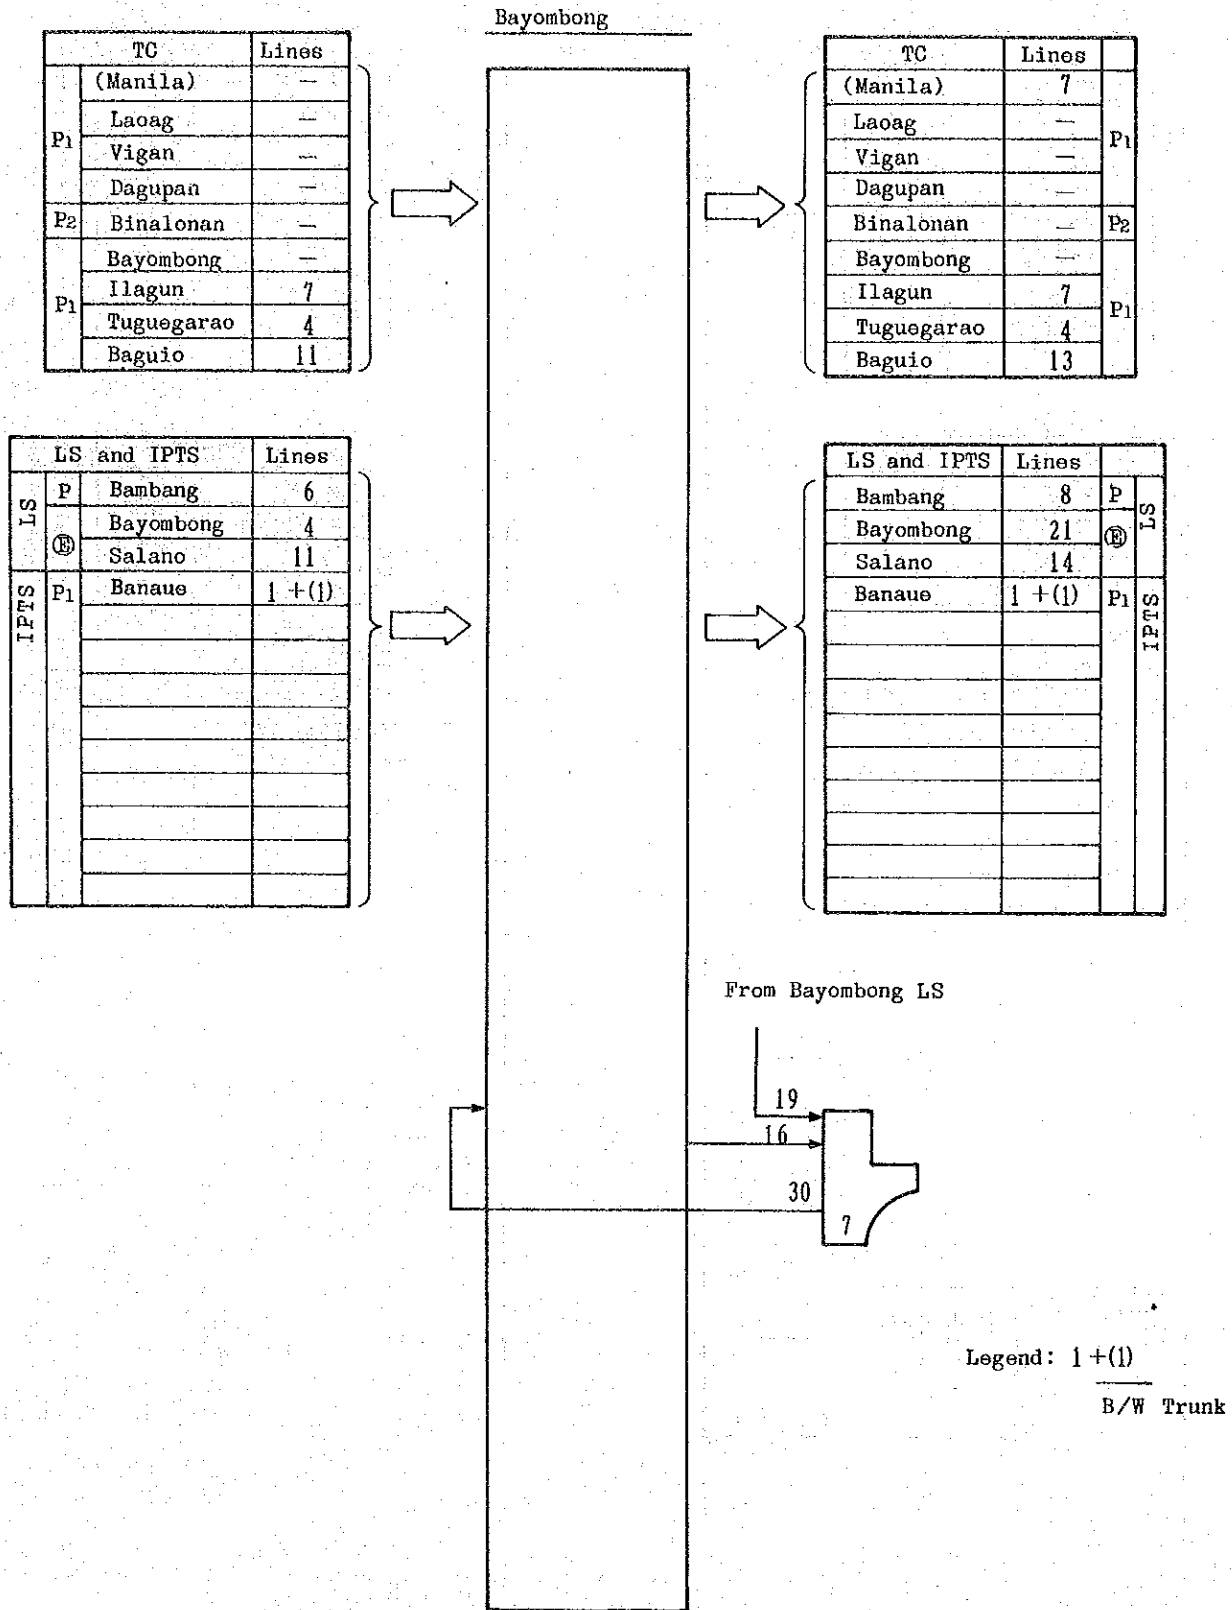 Bayombong
TC Lines
P1 (Manila) —
Laoag —
Vigan —
Dagupan —
P2 Binalonan —
P1 Bayombong —
Ilagun 7
Tuguegarao 4
Baguio 11
TC Lines
(Manila) 7 P1
Laoag —
Vigan —
Dagupan —
Binalonan — P2
Bayombong — P1
Ilagun 7
Tuguegarao 4
Baguio 13
LS and IPTS Lines
LS P Bambang 6
Ⓔ Bayombong 4
Salano 11
IPTS P1 Banaue 1 +(1)
LS and IPTS Lines
Bambang 8 P LS
Bayombong 21 Ⓔ
Salano 14
Banaue 1 +(1) P1 IPTS
From Bayombong LS
19
16
30
7
Legend: 1 +(1)
B/W Trunk